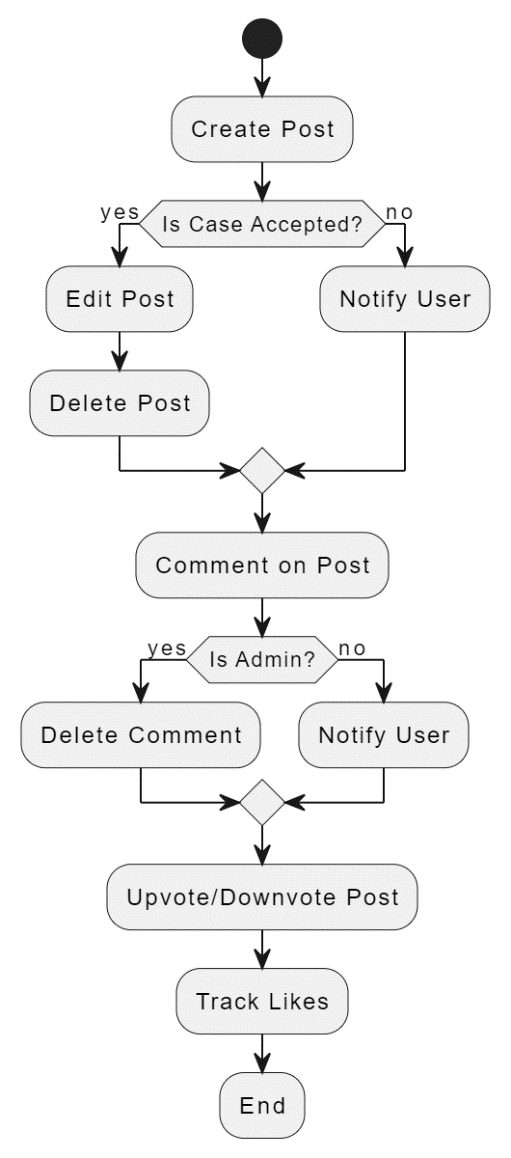 Create Post
yes
Is Case Accepted?
no
Edit Post
Notify User
Delete Post
Comment on Post
yes
Is Admin?
no
Delete Comment
Notify User
Upvote/Downvote Post
Track Likes
End